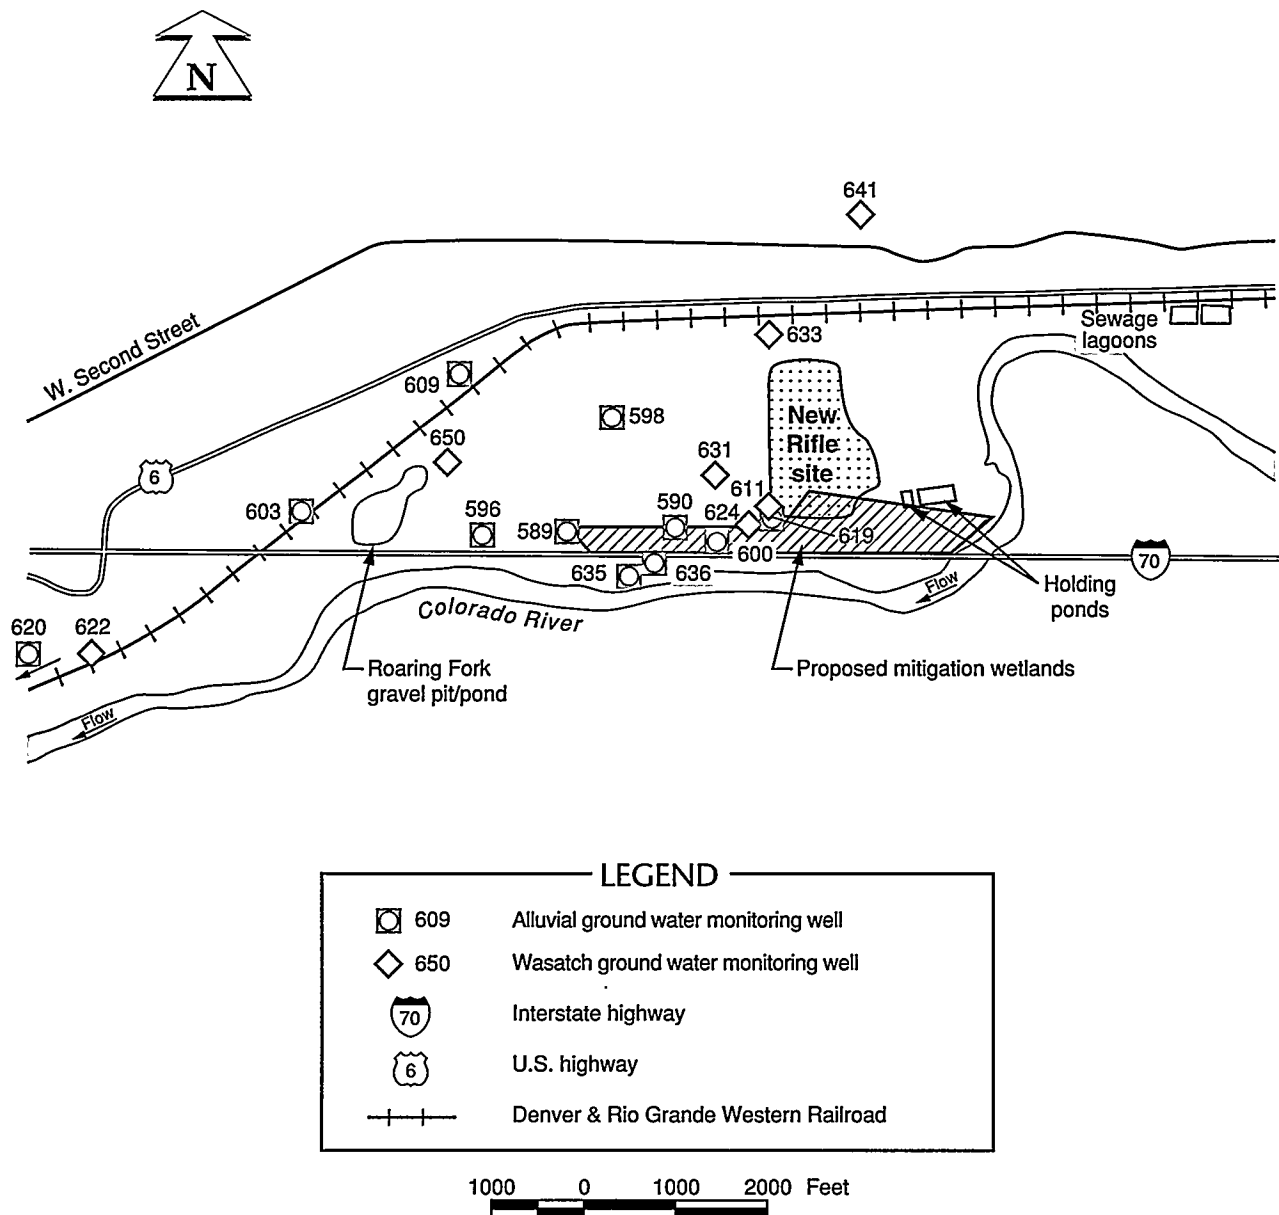 N
641
W. Second Street
633
Sewage
lagoons
609
598
New
Rifle
site
650
631
6
611
603
596
589
590
624
619
600
70
635
636
Flow
Holding
ponds
Colorado River
620
622
Roaring Fork
gravel pit/pond
Proposed mitigation wetlands
Flow
LEGEND
609 Alluvial ground water monitoring well
650 Wasatch ground water monitoring well
70 Interstate highway
6 U.S. highway
Denver & Rio Grande Western Railroad
1000 0 1000 2000 Feet